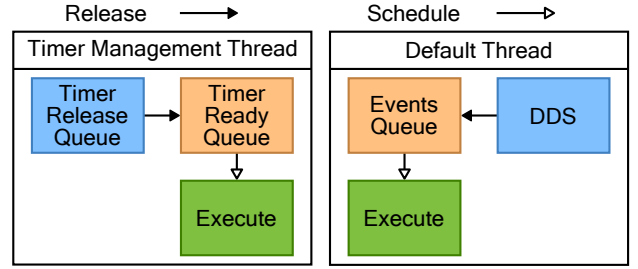 Release
Schedule
Timer Management Thread
Timer
Release
Queue
Timer
Ready
Queue
Execute
Default Thread
Events
Queue
DDS
Execute